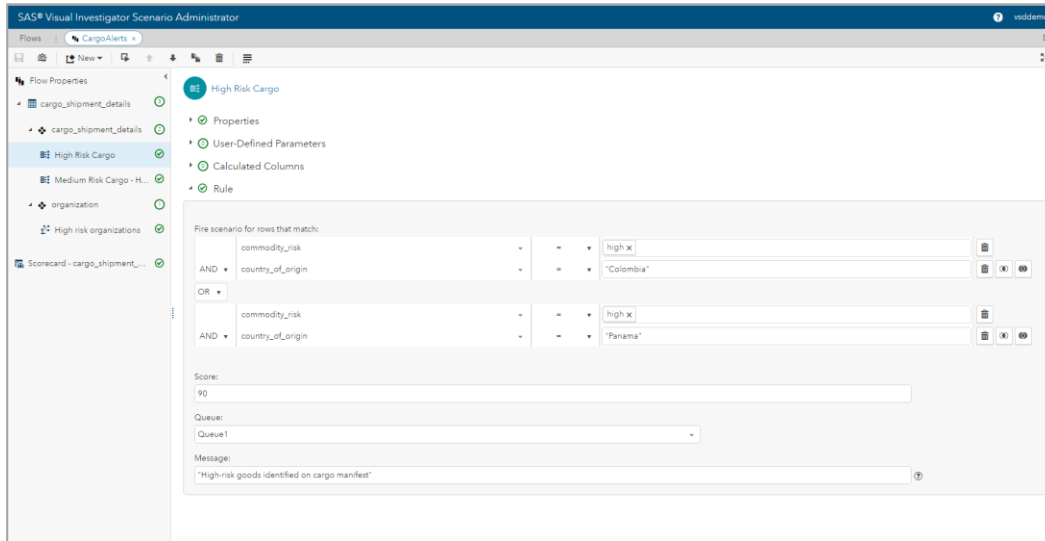 SAS® Visual Investigator Scenario Administrator
vsddem
Flows
CargoAlerts ×
New
Flow Properties
cargo_shipment_details
cargo_shipment_details
High Risk Cargo
Medium Risk Cargo - H...
organization
High risk organizations
Scorecard - cargo_shipment_...
High Risk Cargo
Properties
User-Defined Parameters
Calculated Columns
Rule
Fire scenario for rows that match:
commodity_risk = high ×
AND country_of_origin = "Colombia"
OR
commodity_risk = high ×
AND country_of_origin = "Panama"
Score:
90
Queue:
Queue1
Message:
"High-risk goods identified on cargo manifest"